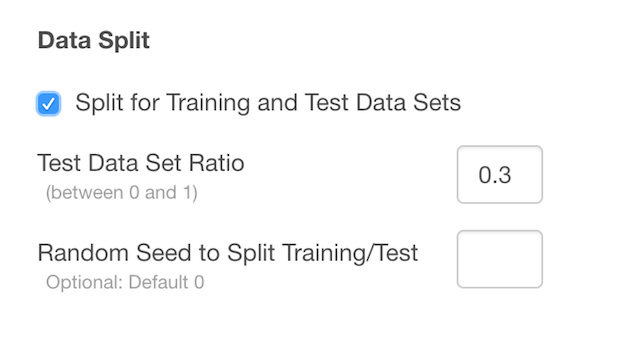 Data Split
Split for Training and Test Data Sets
Test Data Set Ratio
0.3
(between 0 and 1)
Random Seed to Split Training/Test
Optional: Default 0